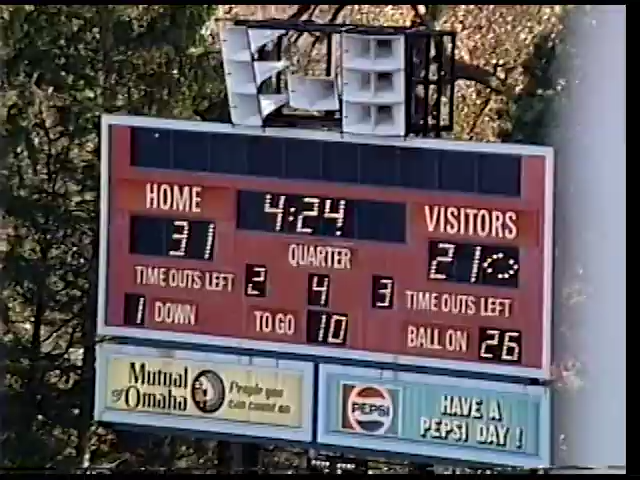 HOME 4:24 VISITORS
31 QUARTER 21
TIME OUTS LEFT 2 4 3 TIME OUTS LEFT
1 DOWN TO GO 10 BALL ON 26
Mutual of Omaha
People you can count on
PEPSI
HAVE A PEPSI DAY!